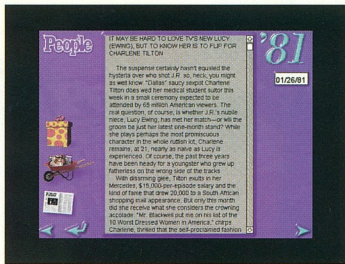 People
'81
01/26/81
IT MAY BE HARD TO LOVE TV'S NEW LUCY
(EWING), BUT TO KNOW HER IS TO FLIP FOR
CHARLENE TILTON
The suspense certainly hasn't equaled the
hysteria over who shot J.R. so, heck, you might
as well know. "Dallas" saucy sexpot Charlene
Tilton does wed her medical student suitor this
week in a small ceremony expected to be
attended by 65 million American viewers. The
real question, of course, is whether J.R.'s nubile
niece, Lucy Ewing, has met her match—or will the
groom be just her latest one-month stand? While
she plays perhaps the most promiscuous
character in the whole ruttish lot, Charlene
remains, at 21, nearly as naive as Lucy is
experienced. Of course, the past three years
have been heady for a youngster who grew up
fatherless on the wrong side of the tracks.
With disarming glee, Tilton exults in her
Mercedes, $15,000-per-episode salary and the
kind of fame that drew 20,000 to a South African
shopping mall appearance. But only this month
did she receive what she considers the crowning
accolade. "Mr. Blackwell put me on his list of the
10 Worst Dressed Women in America," chirps
Charlene, thrilled that the self-proclaimed fashion